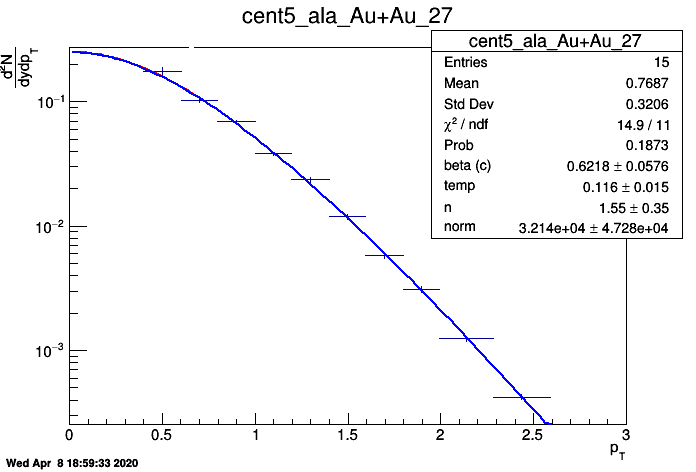 cent5_ala_Au+Au_27
d²N
dydp_T
cent5_ala_Au+Au_27
Entries 15
Mean 0.7687
Std Dev 0.3206
χ² / ndf 14.9 / 11
Prob 0.1873
beta (c) 0.6218 ± 0.0576
temp 0.116 ± 0.015
n 1.55 ± 0.35
norm 3.214e+04 ± 4.728e+04
10⁻¹
10⁻²
10⁻³
0 0.5 1 1.5 2 2.5 3
p_T
Wed Apr 8 18:59:33 2020